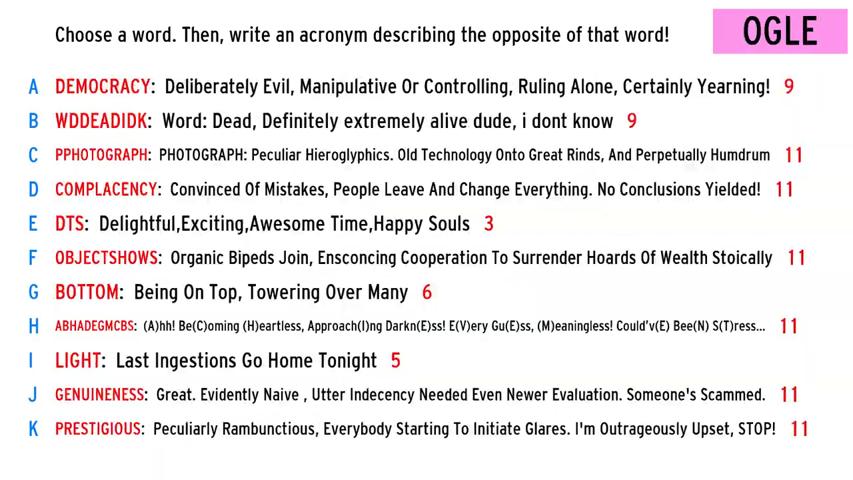 Choose a word. Then, write an acronym describing the opposite of that word!
OGLE
A DEMOCRACY: Deliberately Evil, Manipulative Or Controlling, Ruling Alone, Certainly Yearning! 9
B WDDEADIDK: Word: Dead, Definitely extremely alive dude, i dont know 9
C PPHOTOGRAPH: PHOTOGRAPH: Peculiar Hieroglyphics. Old Technology Onto Great Rinds, And Perpetually Humdrum 11
D COMPLACENCY: Convinced Of Mistakes, People Leave And Change Everything. No Conclusions Yielded! 11
E DTS: Delightful,Exciting,Awesome Time,Happy Souls 3
F OBJECTSHOWS: Organic Bipeds Join, Ensconcing Cooperation To Surrender Hoards Of Wealth Stoically 11
G BOTTOM: Being On Top, Towering Over Many 6
H ABHADEGMCBS: (A)hh! Be(C)oming (H)eartless, Approach(I)ng Darkn(E)ss! E(V)ery Gu(E)ss, (M)eaningless! Could'v(E) Bee(N) S(T)ress... 11
I LIGHT: Last Ingestions Go Home Tonight 5
J GENUINENESS: Great. Evidently Naive , Utter Indecency Needed Even Newer Evaluation. Someone's Scammed. 11
K PRESTIGIOUS: Peculiarly Rambunctious, Everybody Starting To Initiate Glares. I'm Outrageously Upset, STOP! 11